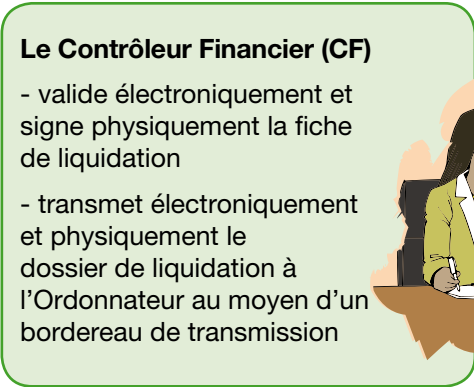 Le Contrôleur Financier (CF)
- valide électroniquement et
signe physiquement la fiche
de liquidation
- transmet électroniquement
et physiquement le
dossier de liquidation à
l’Ordonnateur au moyen d’un
bordereau de transmission